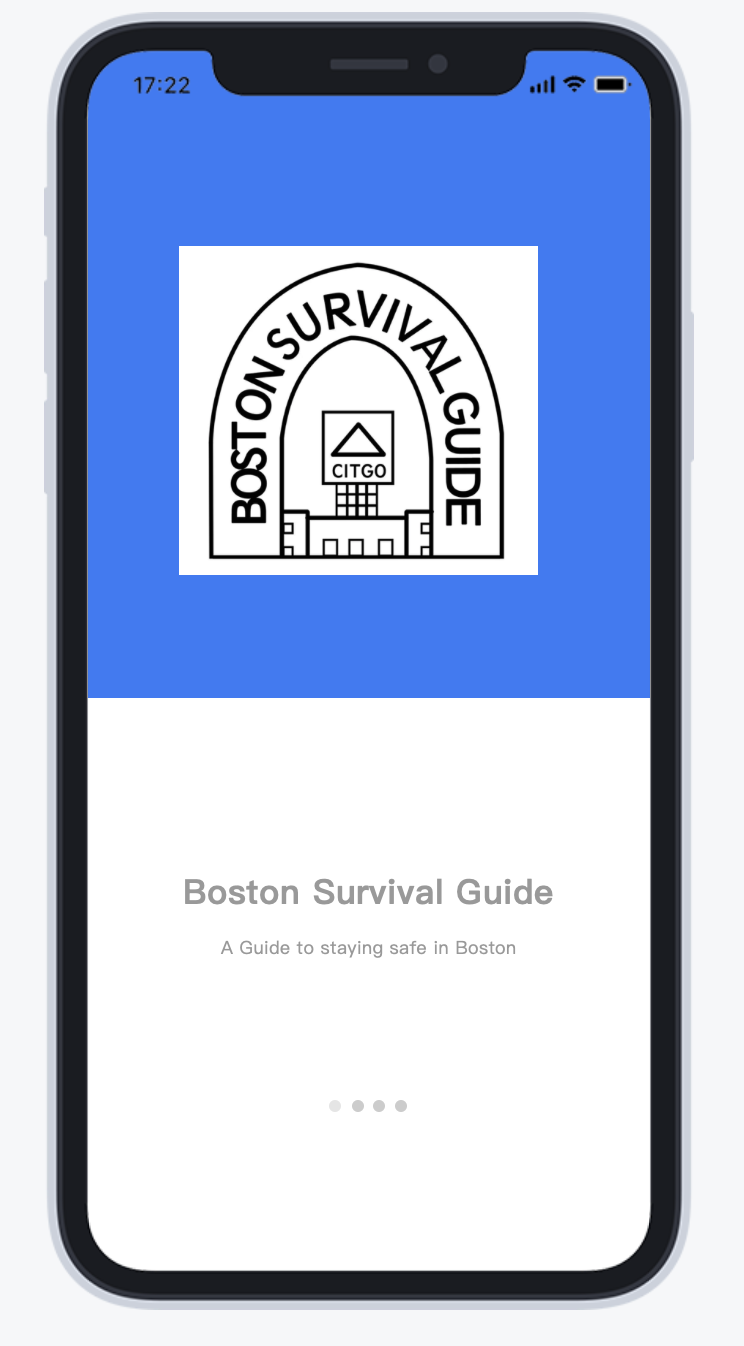 17:22
BOSTON SURVIVAL GUIDE
CITGO
Boston Survival Guide
A Guide to staying safe in Boston